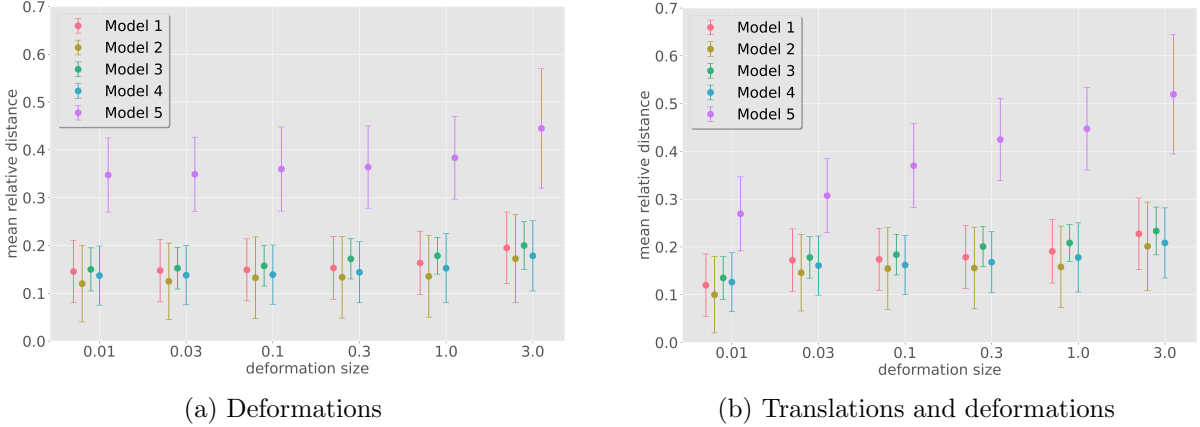 0.7
0.6
0.5
0.4
0.3
0.2
0.1
0.0
mean relative distance
Model 1
Model 2
Model 3
Model 4
Model 5
0.01 0.03 0.1 0.3 1.0 3.0
deformation size
(a) Deformations
0.7
0.6
0.5
0.4
0.3
0.2
0.1
0.0
mean relative distance
Model 1
Model 2
Model 3
Model 4
Model 5
0.01 0.03 0.1 0.3 1.0 3.0
deformation size
(b) Translations and deformations